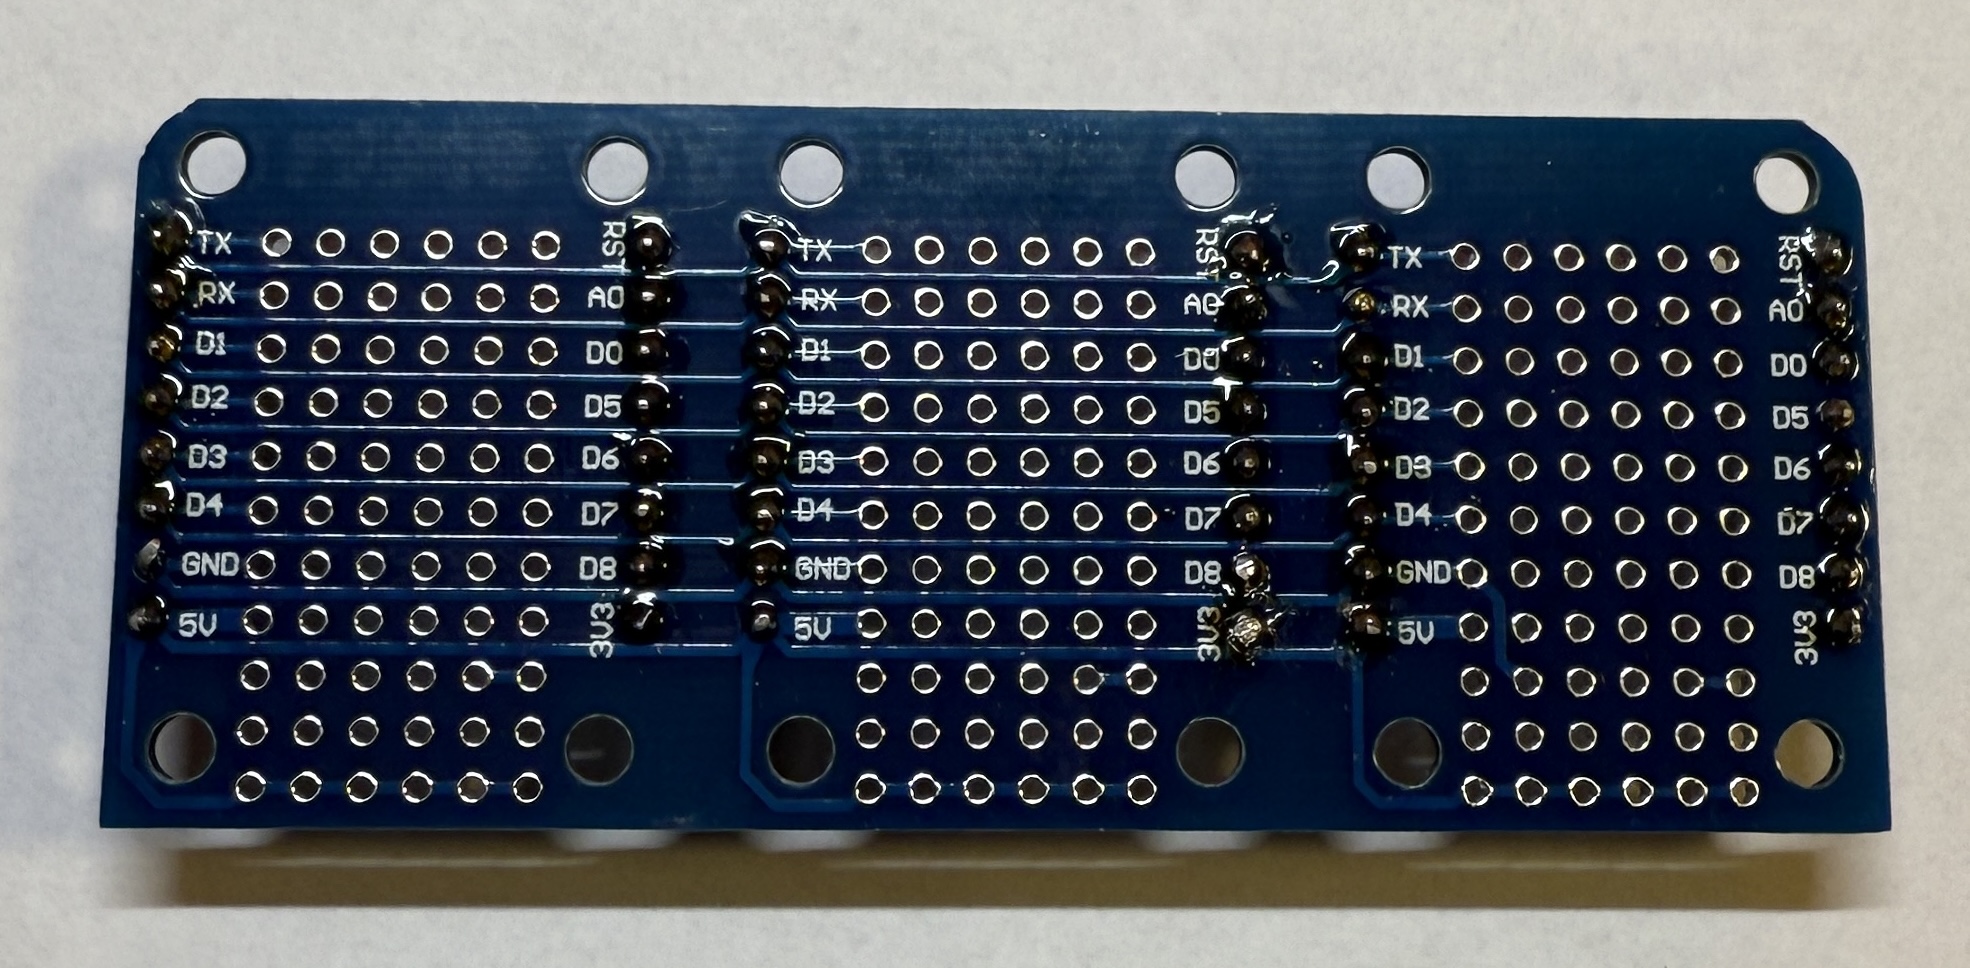 TX RST TX RST TX RST
RX A0 RX A0 RX A0
D1 D0 D1 D0 D1 D0
D2 D5 D2 D5 D2 D5
D3 D6 D3 D6 D3 D6
D4 D7 D4 D7 D4 D7
GND D8 GND D8 GND D8
5V 3V3 5V 3V3 5V 3V3